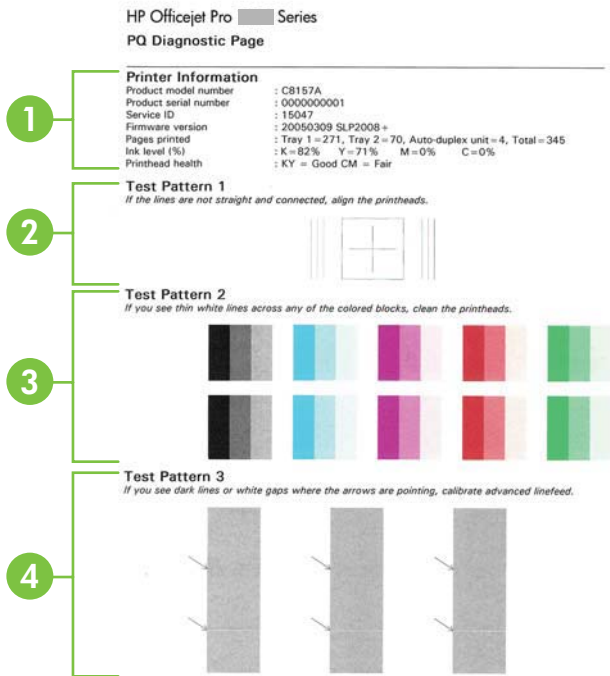 HP Officejet Pro Series
PQ Diagnostic Page
1
Printer Information
Product model number : C8157A
Product serial number : 0000000001
Service ID : 15047
Firmware version : 20050309 SLP2008+
Pages printed : Tray 1=271, Tray 2=70, Auto-duplex unit=4, Total=345
Ink level (%) : K=82% Y=71% M=0% C=0%
Printhead health : KY = Good CM = Fair
2
Test Pattern 1
If the lines are not straight and connected, align the printheads.
3
Test Pattern 2
If you see thin white lines across any of the colored blocks, clean the printheads.
4
Test Pattern 3
If you see dark lines or white gaps where the arrows are pointing, calibrate advanced linefeed.